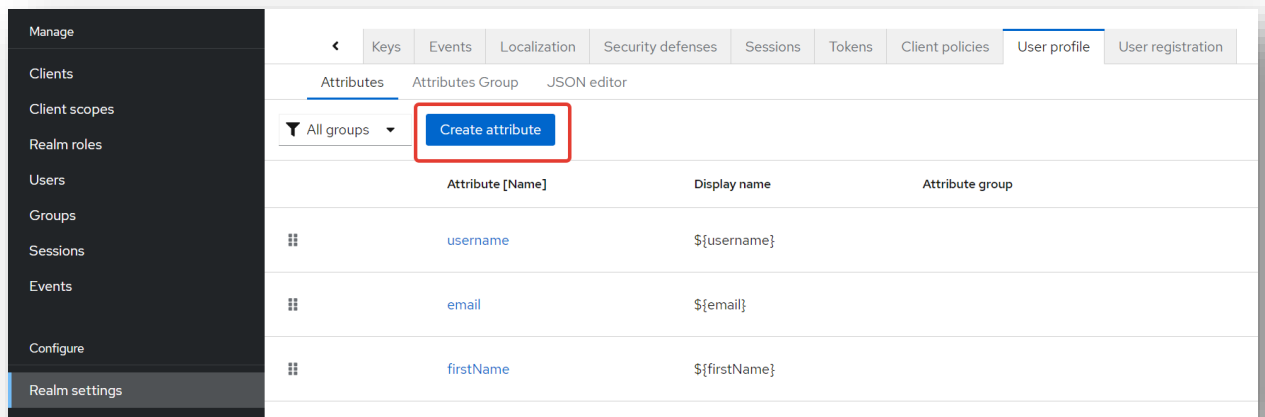 Manage
Clients
Client scopes
Realm roles
Users
Groups
Sessions
Events
Configure
Realm settings
Keys Events Localization Security defenses Sessions Tokens Client policies User profile User registration
Attributes Attributes Group JSON editor
All groups Create attribute
Attribute [Name] Display name Attribute group
username ${username}
email ${email}
firstName ${firstName}